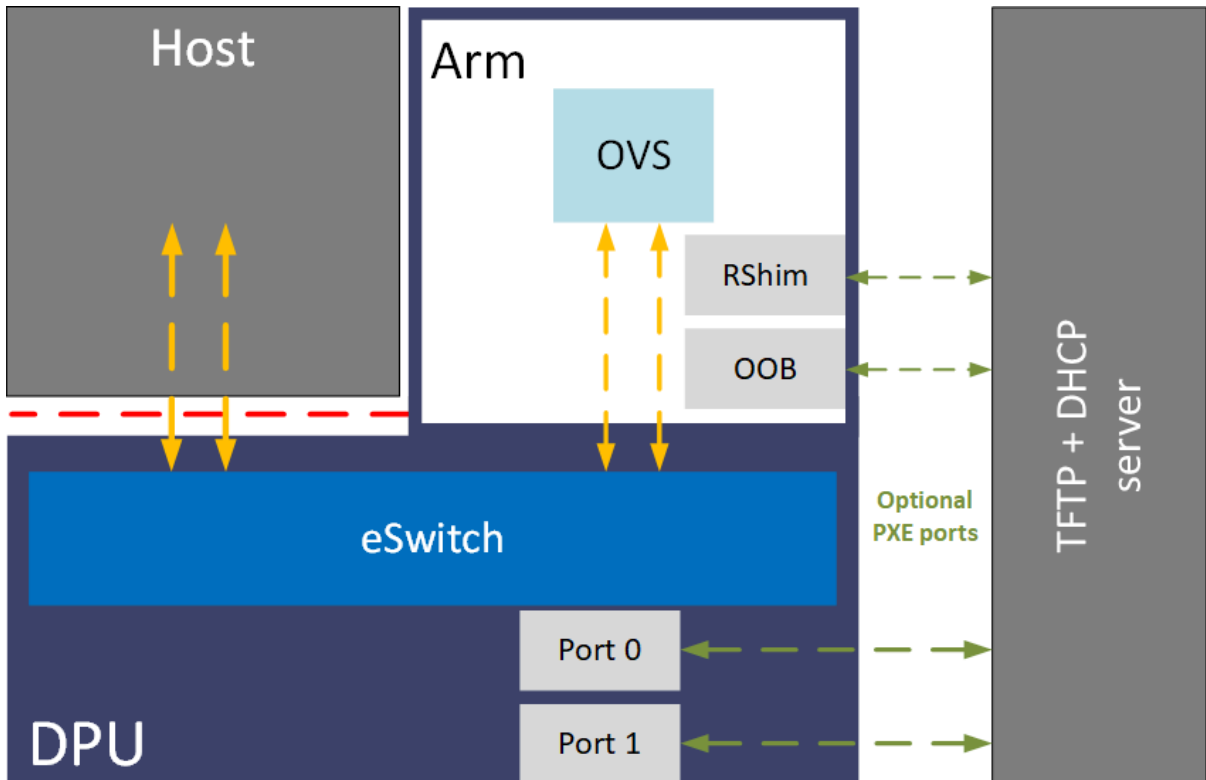 Host
Arm
OVS
RShim
OOB
Optional
PXE ports
TFTP + DHCP
server
eSwitch
Port 0
Port 1
DPU